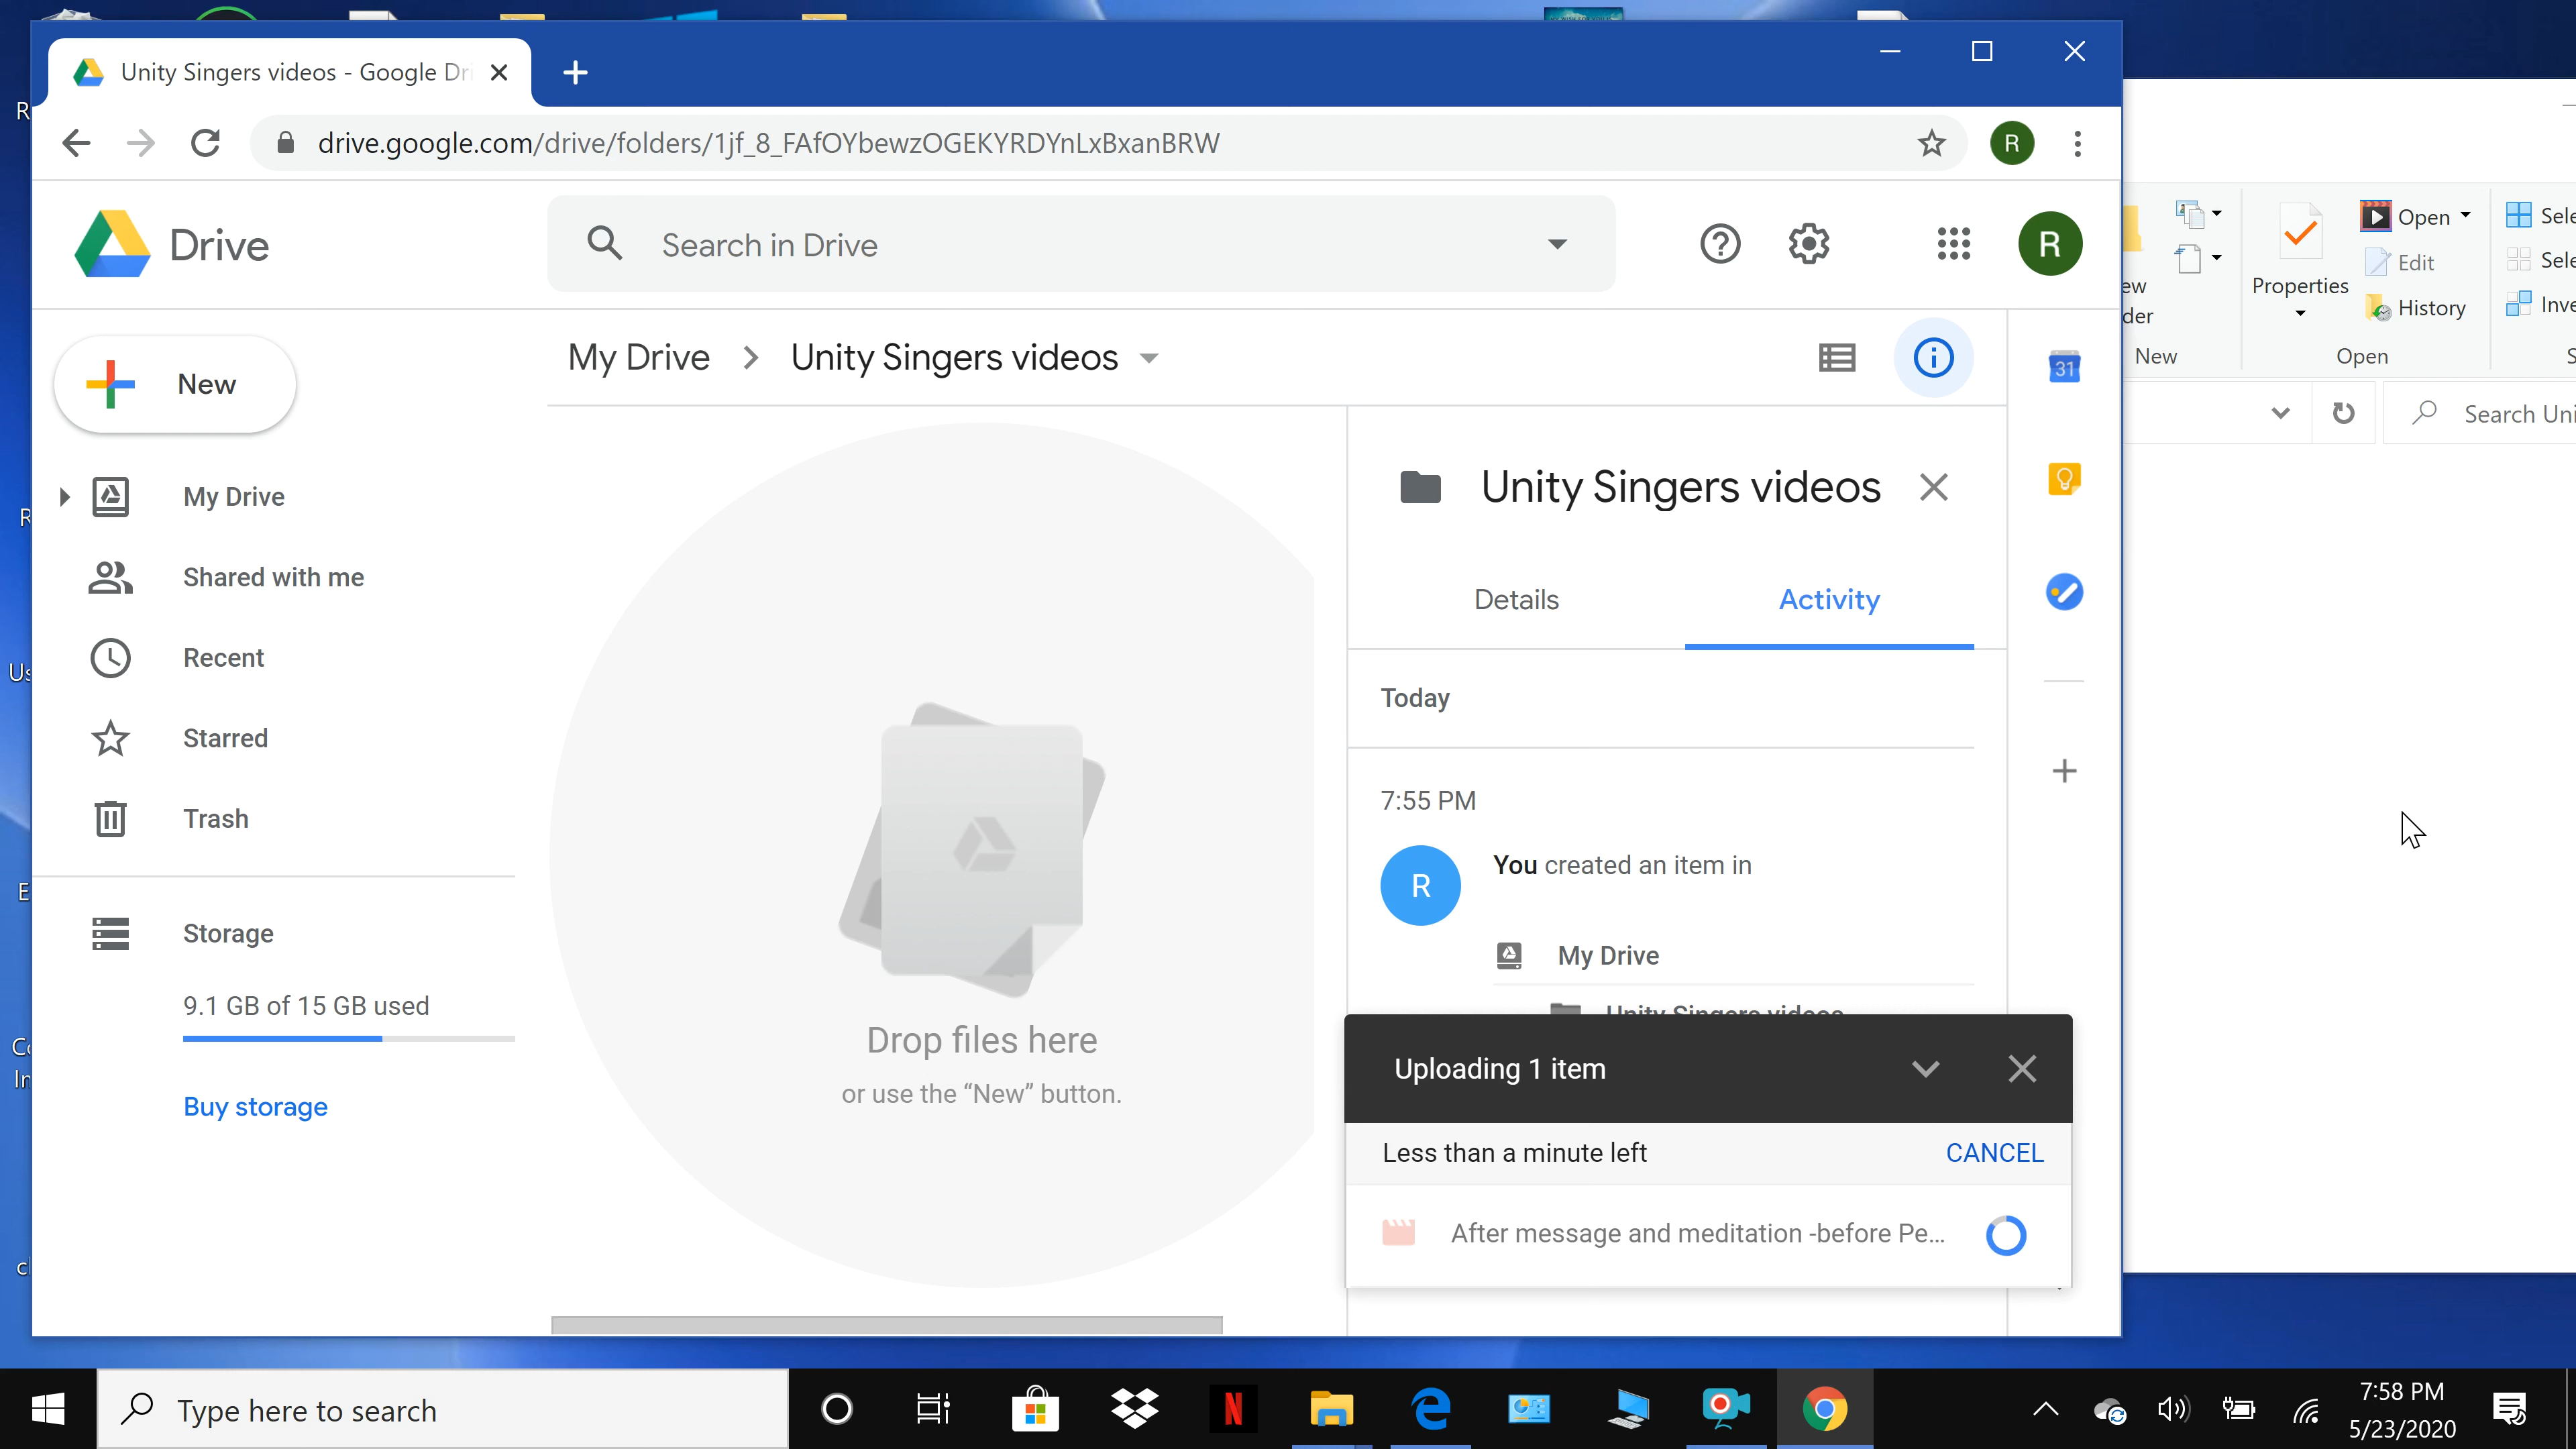 Unity Singers videos - Google Dri
drive.google.com/drive/folders/1jf_8_FAfOYbewzOGEKYRDYnLxBxanBRW
R
Drive
Search in Drive
R
New
My Drive
Shared with me
Recent
Starred
Trash
Storage
9.1 GB of 15 GB used
Buy storage
My Drive > Unity Singers videos
Drop files here
or use the “New” button.
Unity Singers videos
Details
Activity
Today
7:55 PM
R
You created an item in
My Drive
Unity Singers videos
Uploading 1 item
Less than a minute left
CANCEL
After message and meditation -before Pe...
31
Properties
Open
Edit
History
New
Open
Search Uni
Type here to search
7:58 PM
5/23/2020